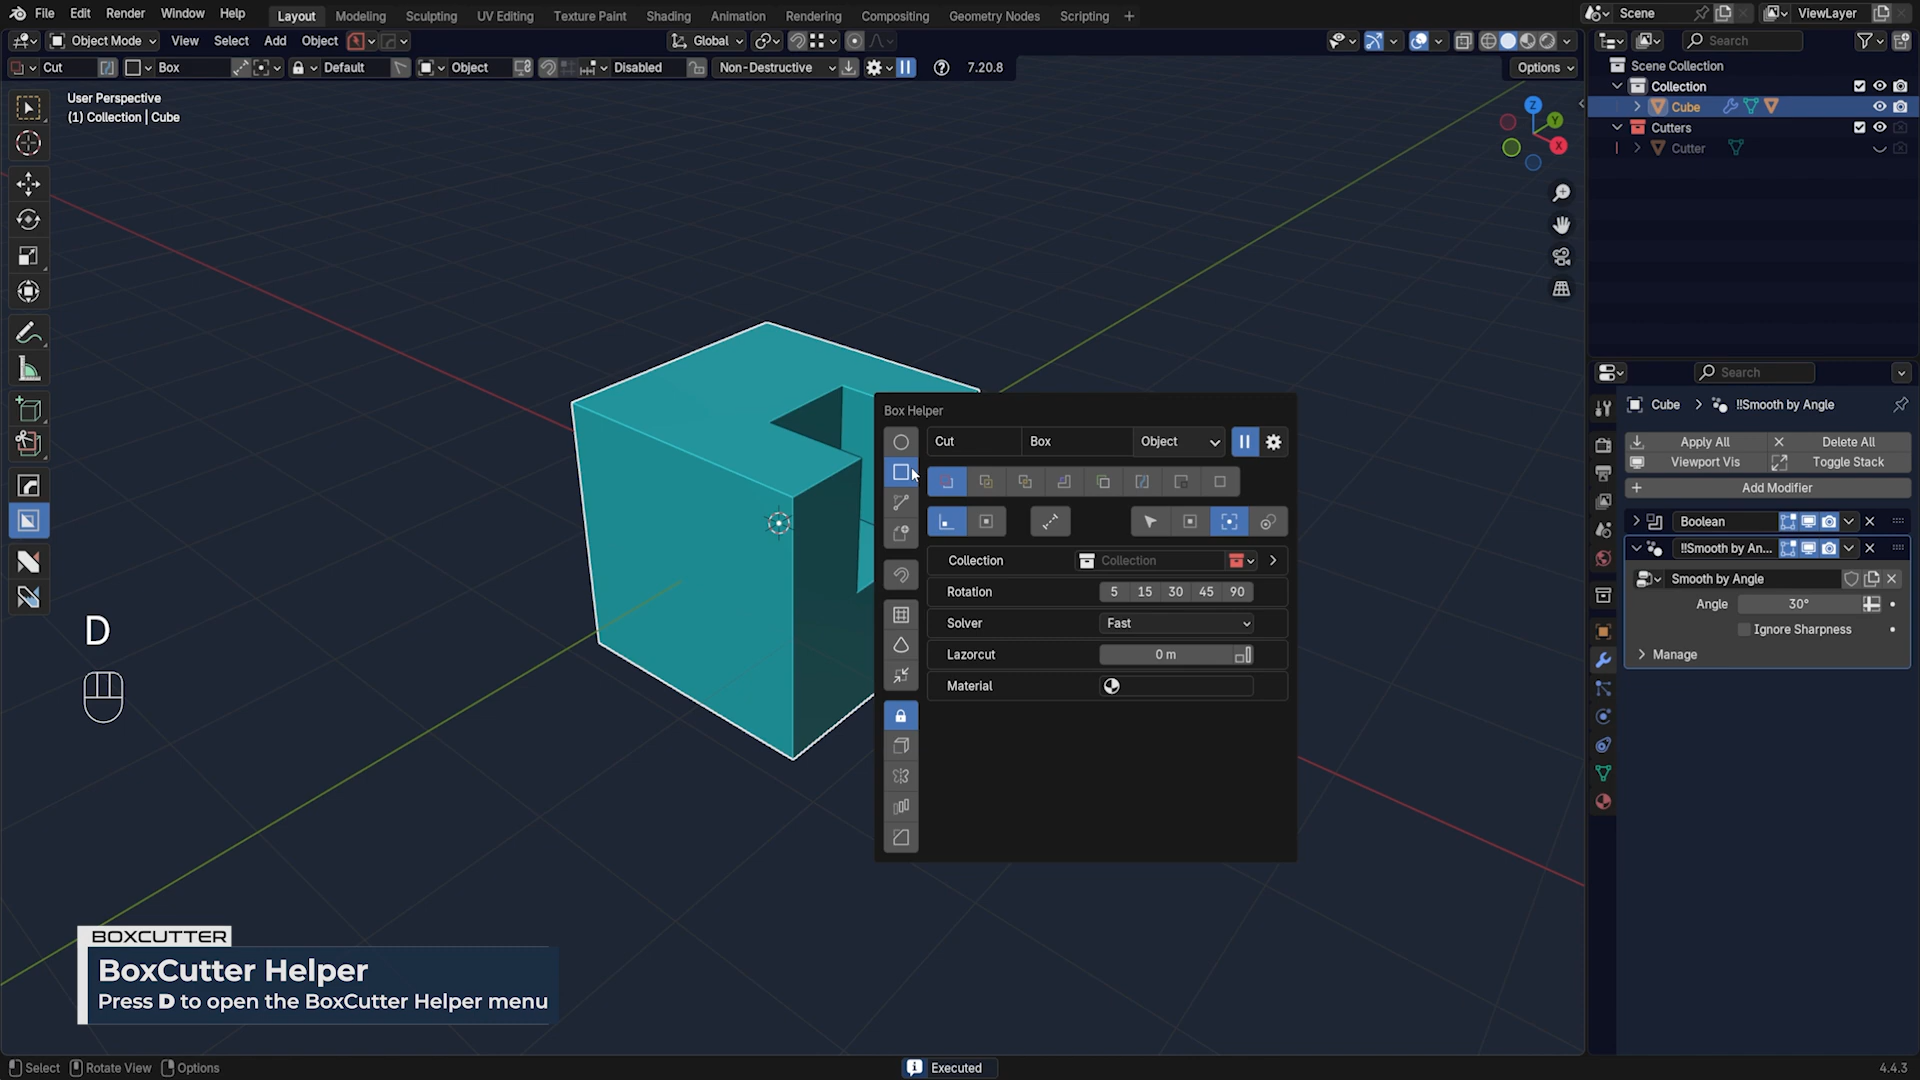 File Edit Render Window Help Layout Modeling Sculpting UV Editing Texture Paint Shading Animation Rendering Compositing Geometry Nodes Scripting + Scene ViewLayer
Object Mode View Select Add Object Global Search
Cut Box Default Object Disabled Non-Destructive 7.20.8 Options
User Perspective
(1) Collection | Cube
Scene Collection
Collection
Cube
Cutters
Cutter
Z
Y
X
Search
Cube > !!Smooth by Angle
Apply All Delete All
Viewport Vis Toggle Stack
Add Modifier
Boolean
!!Smooth by An...
Smooth by Angle
Angle 30°
Ignore Sharpness
Manage
Box Helper
Cut Box Object
Collection Collection
Rotation 5 15 30 45 90
Solver Fast
Lazorcut 0 m
Material
D
BOXCUTTER
BoxCutter Helper
Press D to open the BoxCutter Helper menu
Select Rotate View Options Executed 4.4.3